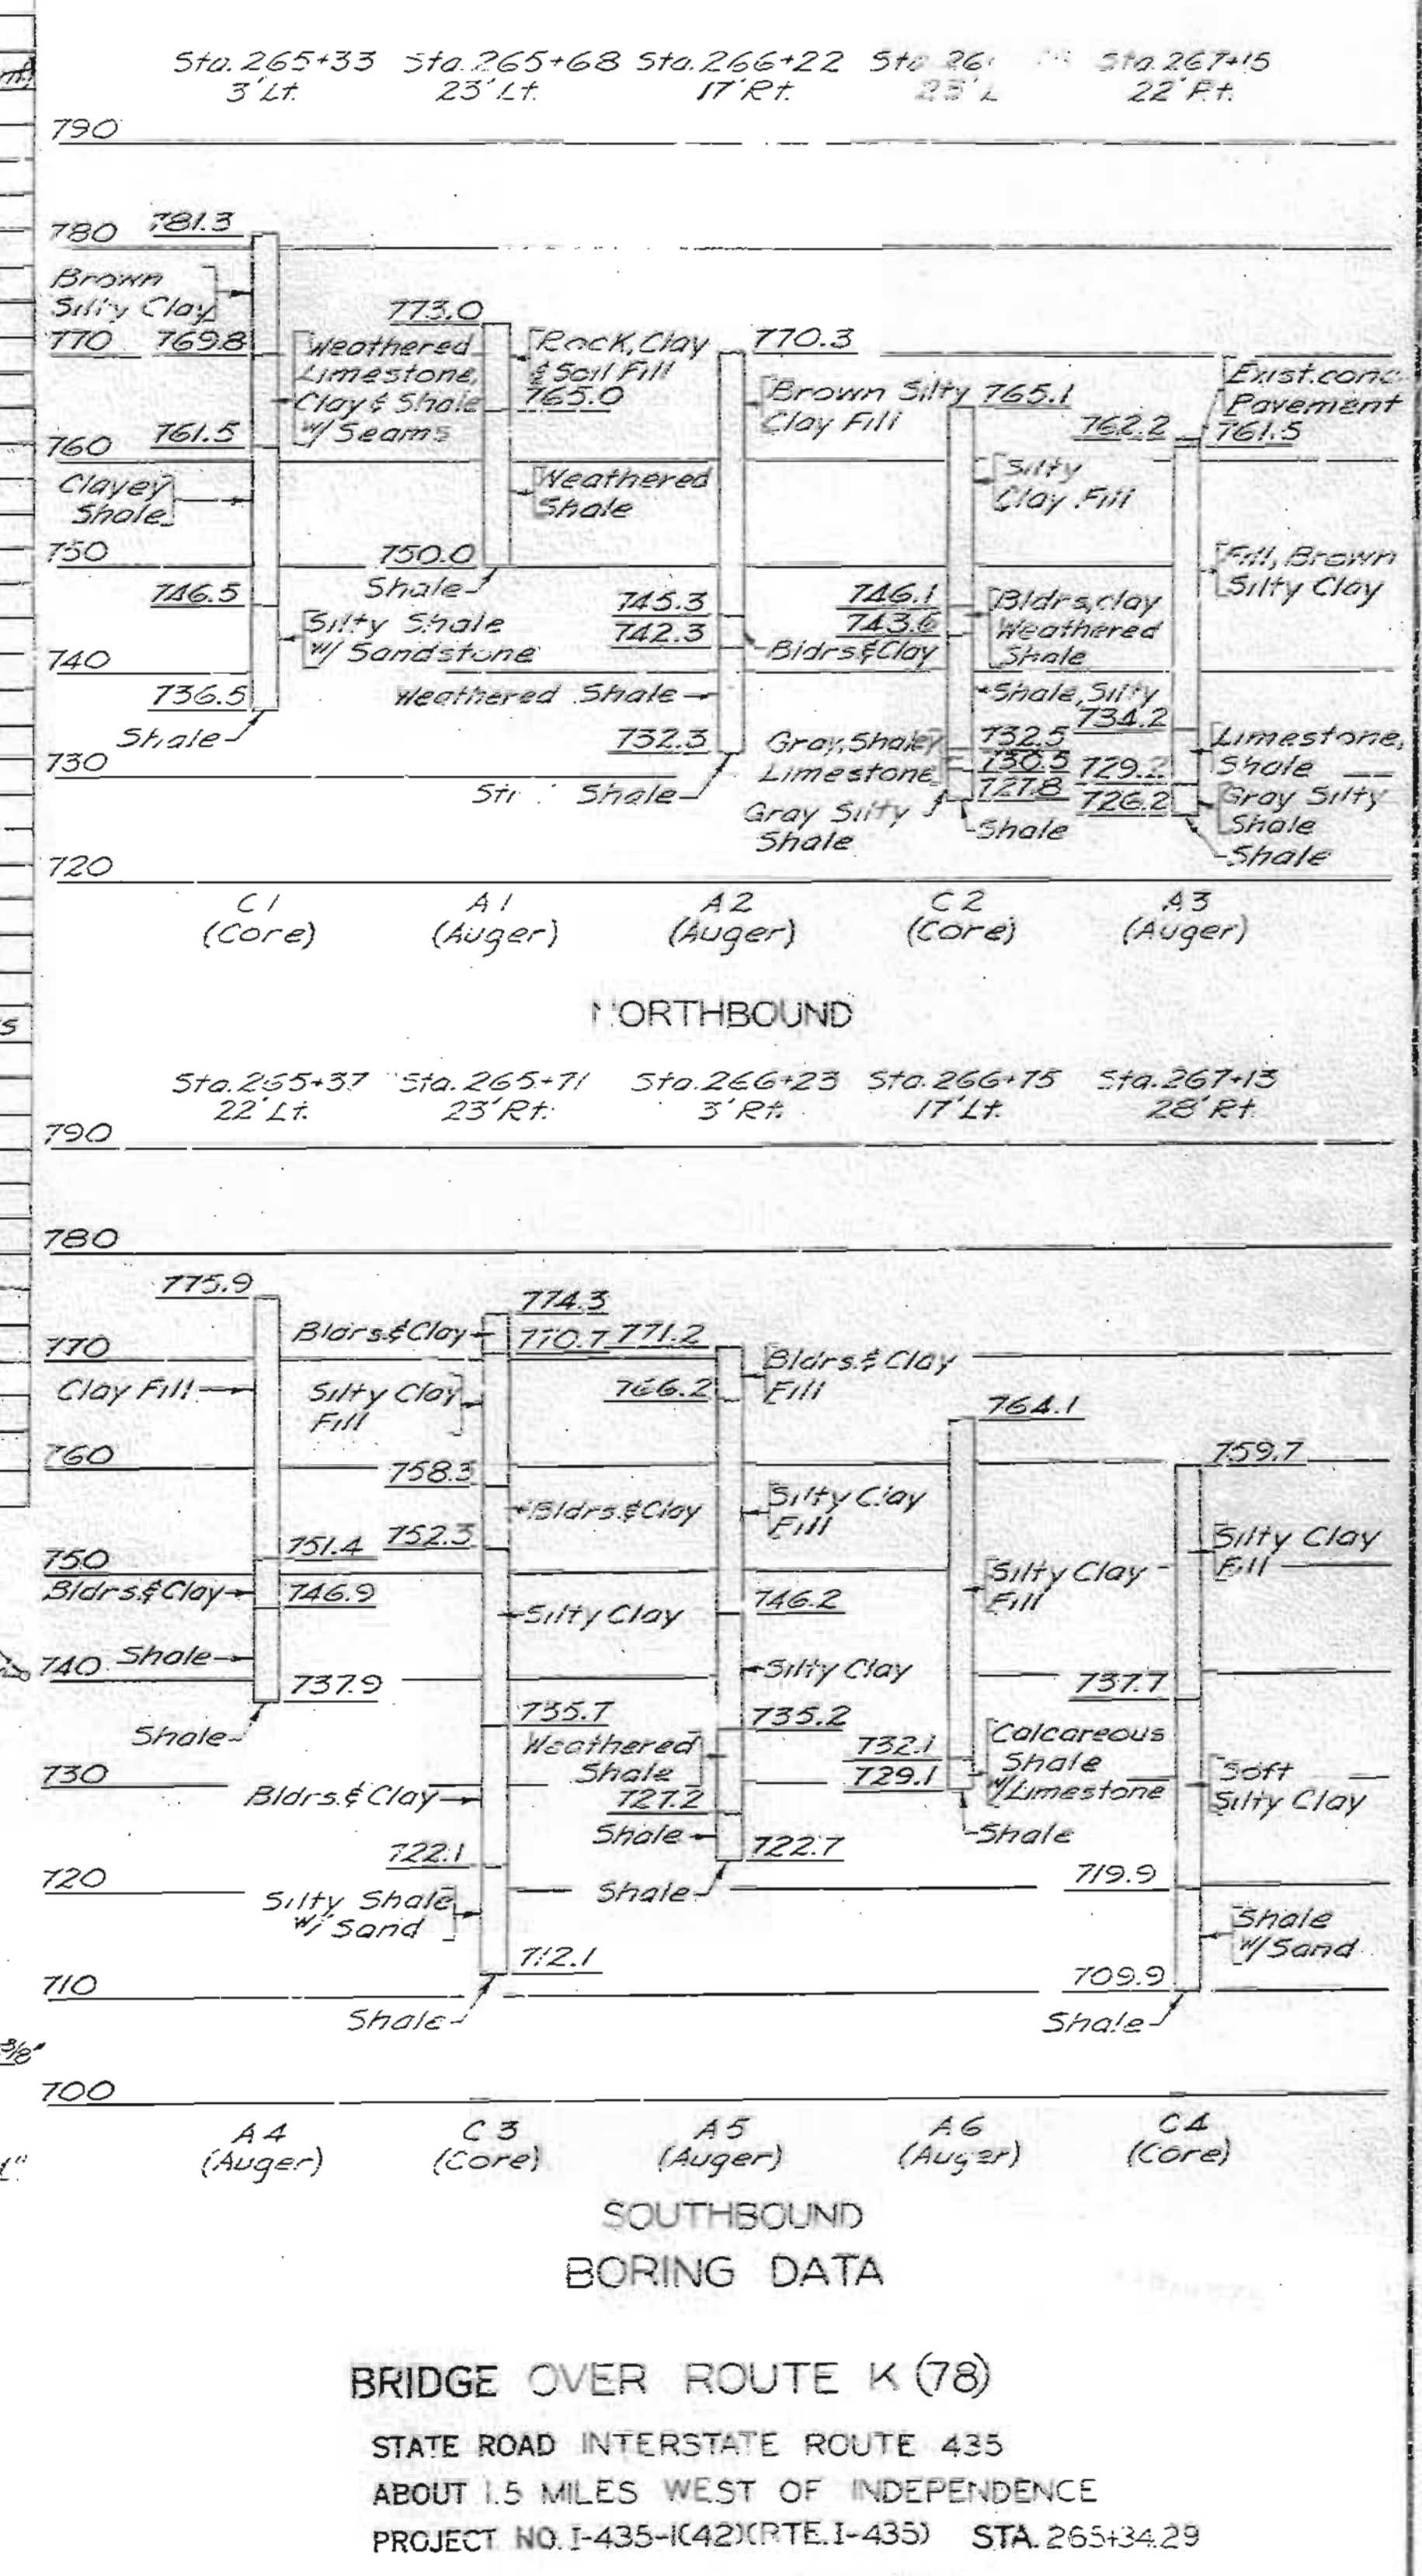 Sta. 265+33 Sta. 265+68 Sta. 266+22 Sta. 267+15
3' Lt. 23' Lt. 17' Rt. 22' Rt.
790
780 781.3
Brown
Silty Clay
770 769.8
Weathered
Limestone,
Clay & Shale
w/ Seams
773.0
Rock, Clay
& Soil Fill
765.0
770.3
Brown Silty
Clay Fill
765.1
Exist. conc.
Pavement
762.2 761.5
760 761.5
Clayey
Shale
Weathered
Shale
Silty
Clay Fill
750
750.0
Shale
Fill, Brown
Silty Clay
746.5
Silty Shale
w/ Sandstone
745.3
742.3
Bldrs & Clay
746.1
743.6
Bldrs, clay
Weathered
Shale
740
736.5
Shale
Weathered Shale
Shale, Silty
734.2
732.3
Gray, Shaley
Limestone
732.5
730.5 729.2
Limestone,
Shale
730
Shale
727.8 726.2
Gray Silty
Shale
Shale
Gray Silty
Shale
Shale
720
C1 A1 A2 C2 A3
(Core) (Auger) (Auger) (Core) (Auger)
NORTHBOUND
Sta. 265+37 Sta. 265+71 Sta. 266+23 Sta. 266+75 Sta. 267+13
22' Lt. 23' Rt. 3' Rt. 17' Lt. 28' Rt.
790
780
775.9
Bldrs. & Clay
774.3
770.7 771.2
Bldrs. & Clay
Fill
770
Clay Fill
Silty Clay
Fill
766.2
764.1
760
758.3
759.7
Bldrs. & Clay
Silty Clay
Fill
Silty Clay
Fill
751.4 752.3
750
Bldrs. & Clay
746.9
Silty Clay
746.2
Silty Clay
Fill
740 Shale
737.9
Silty Clay
737.7
Shale
735.7
Weathered
Shale
735.2
732.1
729.1
Calcareous
Shale
w/ Limestone
Soft
Silty Clay
730
Bldrs. & Clay
727.2
Shale
722.7
Shale
722.1
720
Silty Shale
w/ Sand
Shale
719.9
Shale
w/ Sand
712.1
709.9
710
Shale
Shale
700
A4 C3 A5 A6 C4
(Auger) (Core) (Auger) (Auger) (Core)
SOUTHBOUND
BORING DATA
BRIDGE OVER ROUTE K (78)
STATE ROAD INTERSTATE ROUTE 435
ABOUT 1.5 MILES WEST OF INDEPENDENCE
PROJECT NO. I-435-1(42)(RTE. I-435) STA. 265+34.29